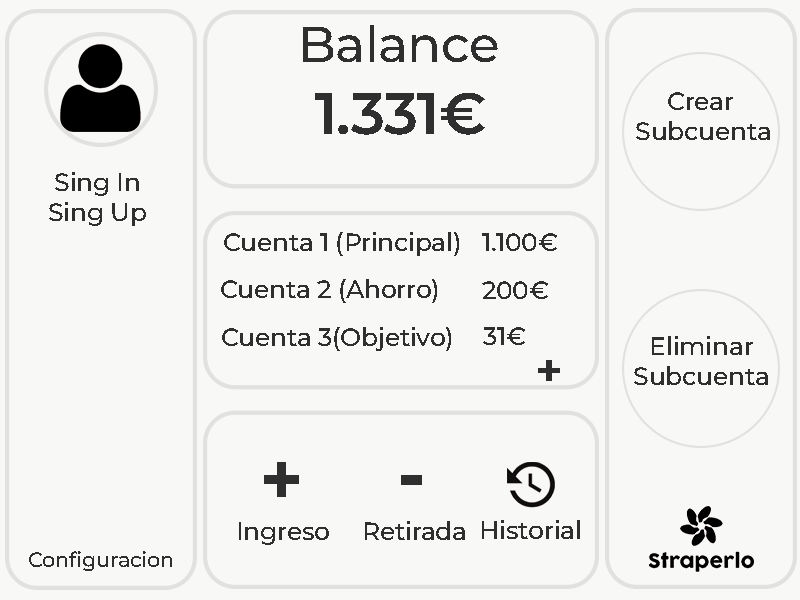 Sing In
Sing Up
Configuracion
Balance
1.331€
Cuenta 1 (Principal) 1.100€
Cuenta 2 (Ahorro) 200€
Cuenta 3(Objetivo) 31€
+
+ -
Ingreso Retirada Historial
Crear
Subcuenta
Eliminar
Subcuenta
Straperlo